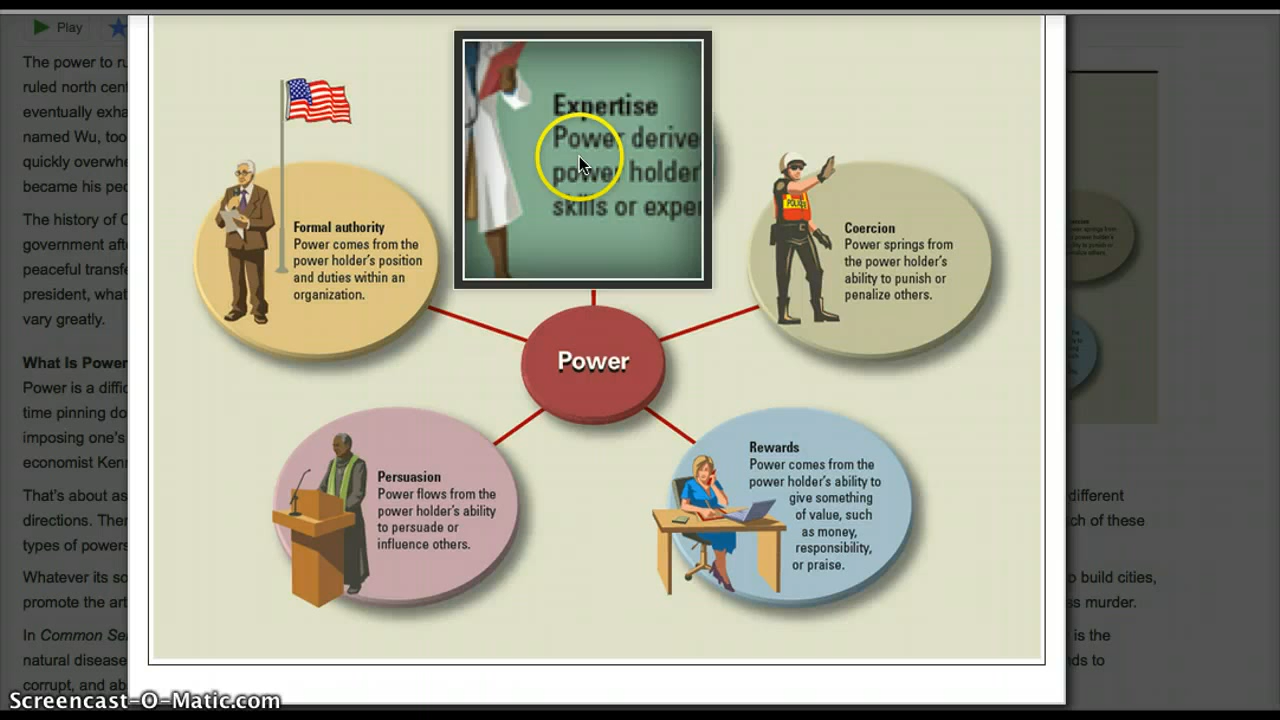 Play
The power to ru
ruled north cent
eventually exha
named Wu, too
quickly overwhe
became his peo
The history of C
government afte
peaceful transfe
president, what
vary greatly.
What Is Power
Power is a diffic
time pinning do
imposing one's
economist Kenn
That's about as
directions. Ther
types of powers
Whatever its so
promote the art
In Common Se
natural disease
corrupt, and ab
Expertise
Power derive
power holder
skills or exper
Formal authority
Power comes from the
power holder's position
and duties within an
organization.
Coercion
Power springs from
the power holder's
ability to punish or
penalize others.
POLICE
Power
Persuasion
Power flows from the
power holder's ability
to persuade or
influence others.
Rewards
Power comes from the
power holder's ability to
give something
of value, such
as money,
responsibility,
or praise.
different
ch of these
o build cities,
ss murder.
is the
ds to
Screencast-O-Matic.com